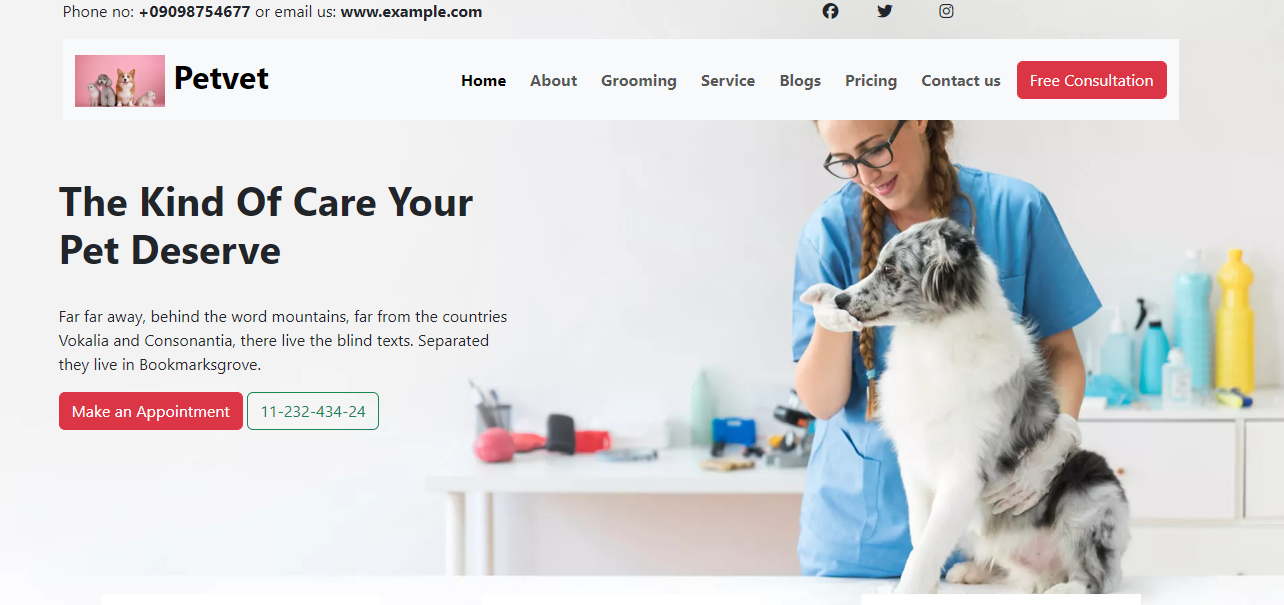 Phone no: +09098754677 or email us: www.example.com
Petvet
Home About Grooming Service Blogs Pricing Contact us Free Consultation
The Kind Of Care Your
Pet Deserve
Far far away, behind the word mountains, far from the countries
Vokalia and Consonantia, there live the blind texts. Separated
they live in Bookmarksgrove.
Make an Appointment 11-232-434-24